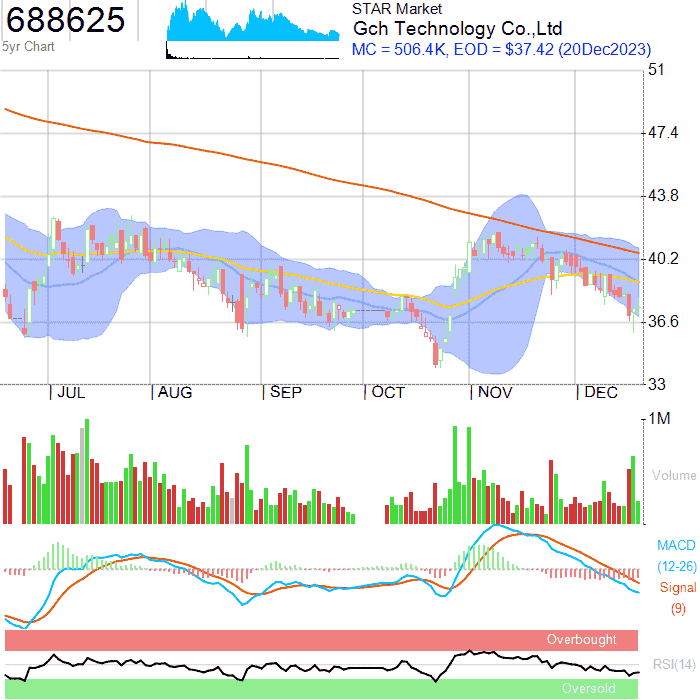 688625
5yr Chart
STAR Market
Gch Technology Co.,Ltd
MC = 506.4K, EOD = $37.42 (20Dec2023)
51
47.4
43.8
40.2
36.6
33
JUL AUG SEP OCT NOV DEC
1M
Volume
MACD
(12-26)
Signal
(9)
Overbought
RSI(14)
Oversold